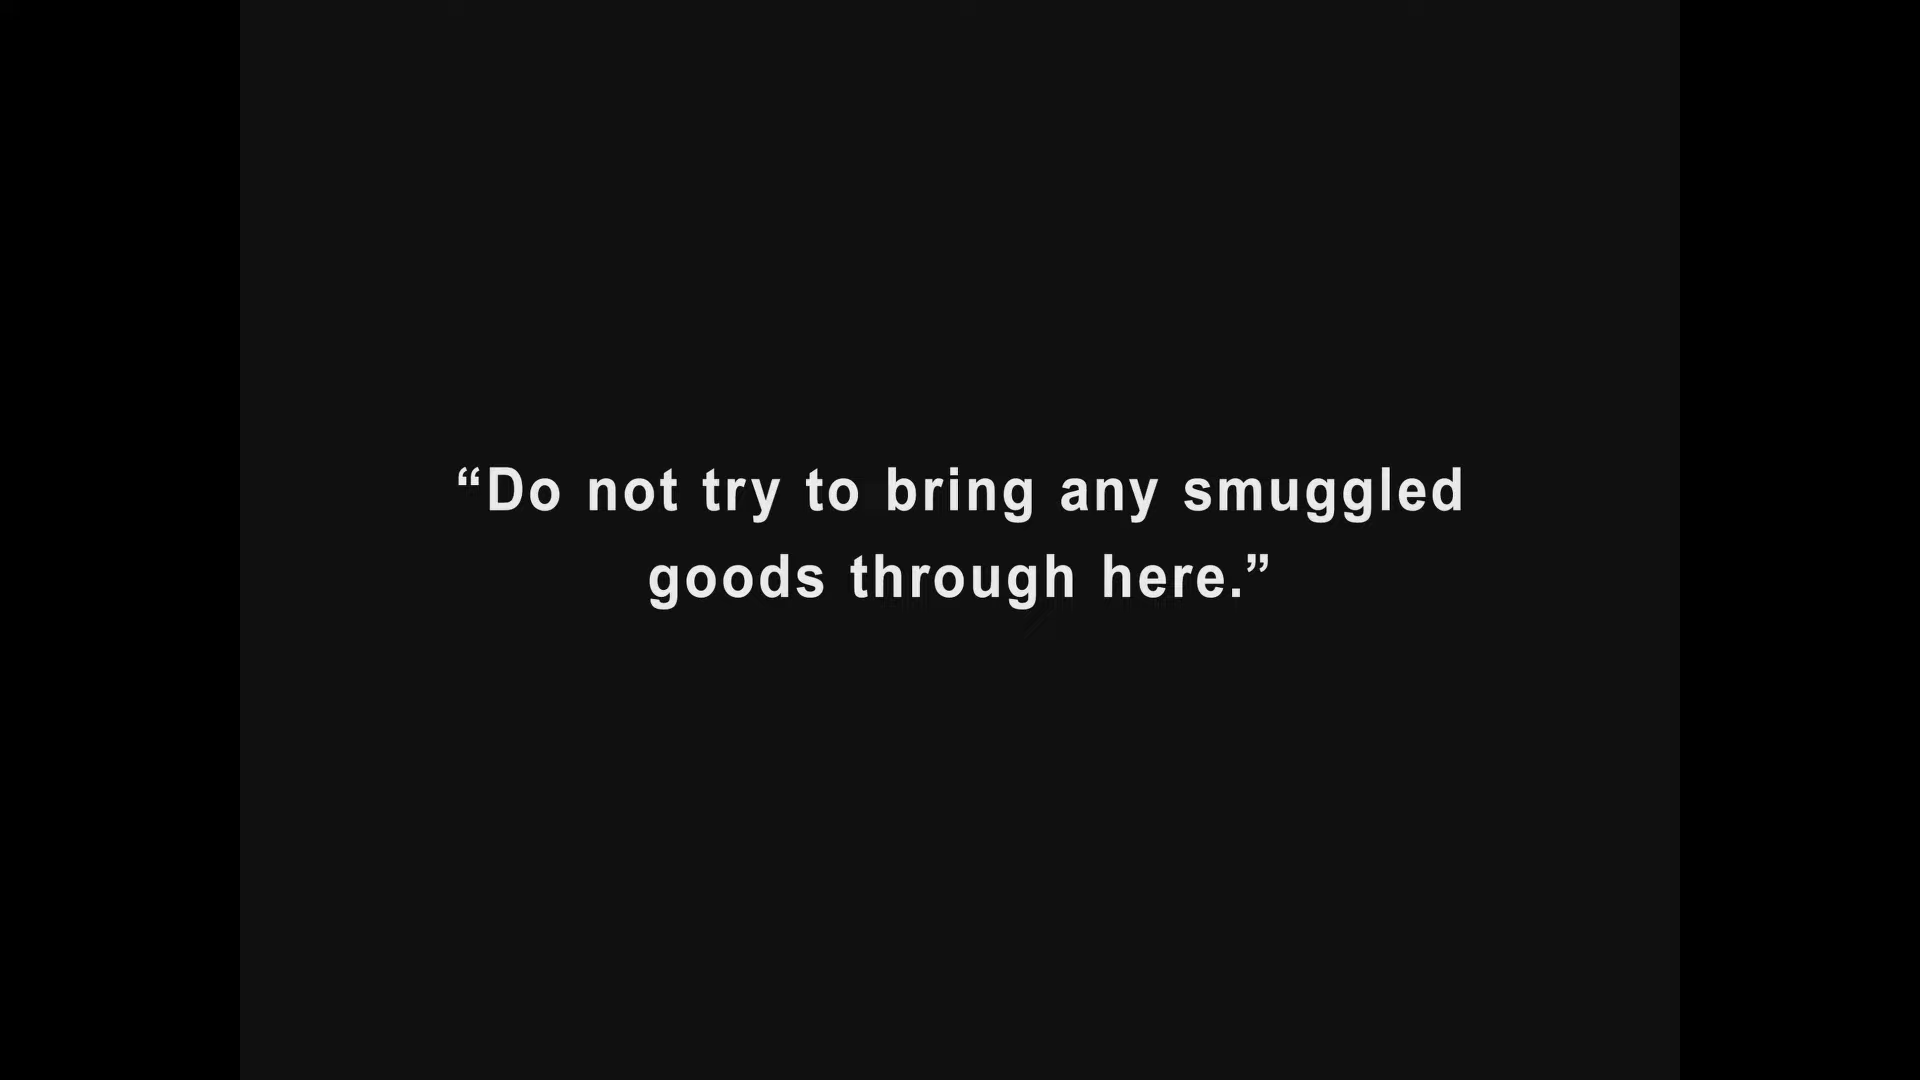 “Do not try to bring any smuggled
goods through here.”